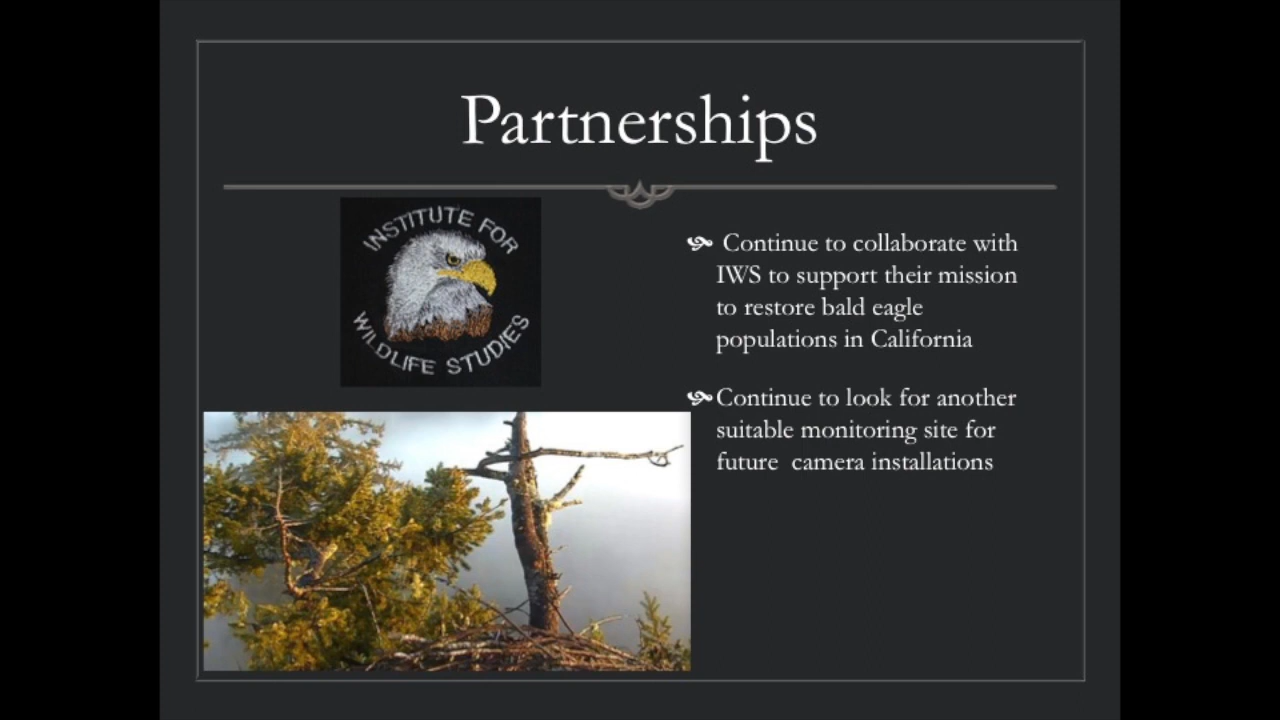 Partnerships
INSTITUTE FOR
WILDLIFE STUDIES
Continue to collaborate with
IWS to support their mission
to restore bald eagle
populations in California
Continue to look for another
suitable monitoring site for
future camera installations